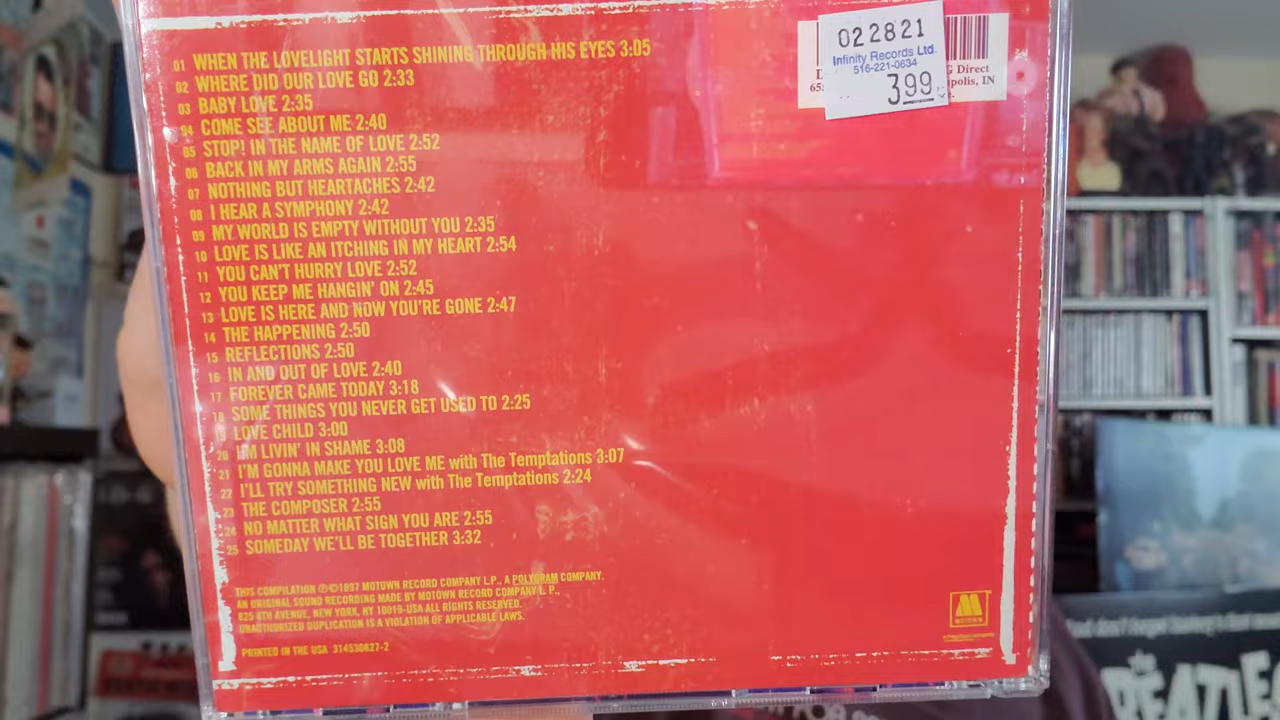 01 WHEN THE LOVELIGHT STARTS SHINING THROUGH HIS EYES 3:05
02 WHERE DID OUR LOVE GO 2:33
03 BABY LOVE 2:35
04 COME SEE ABOUT ME 2:40
05 STOP! IN THE NAME OF LOVE 2:52
06 BACK IN MY ARMS AGAIN 2:55
07 NOTHING BUT HEARTACHES 2:42
08 I HEAR A SYMPHONY 2:42
09 MY WORLD IS EMPTY WITHOUT YOU 2:35
10 LOVE IS LIKE AN ITCHING IN MY HEART 2:54
11 YOU CAN'T HURRY LOVE 2:52
12 YOU KEEP ME HANGIN' ON 2:45
13 LOVE IS HERE AND NOW YOU'RE GONE 2:47
14 THE HAPPENING 2:50
15 REFLECTIONS 2:50
16 IN AND OUT OF LOVE 2:40
17 FOREVER CAME TODAY 3:18
18 SOME THINGS YOU NEVER GET USED TO 2:25
19 LOVE CHILD 3:00
20 I'M LIVIN' IN SHAME 3:08
21 I'M GONNA MAKE YOU LOVE ME with The Temptations 3:07
22 I'LL TRY SOMETHING NEW with The Temptations 2:24
23 THE COMPOSER 2:55
24 NO MATTER WHAT SIGN YOU ARE 2:55
25 SOMEDAY WE'LL BE TOGETHER 3:32
THIS COMPILATION ℗©1997 MOTOWN RECORD COMPANY L.P., A POLYGRAM COMPANY.
AN ORIGINAL SOUND RECORDING MADE BY MOTOWN RECORD COMPANY L.P.,
825 8TH AVENUE, NEW YORK, NY 10019-USA ALL RIGHTS RESERVED.
UNAUTHORIZED DUPLICATION IS A VIOLATION OF APPLICABLE LAWS.
PRINTED IN THE USA 314530827-2
022821
Infinity Records Ltd.
516-221-0634
3.99
G Direct
IN
MOTOWN
the
BEATLE